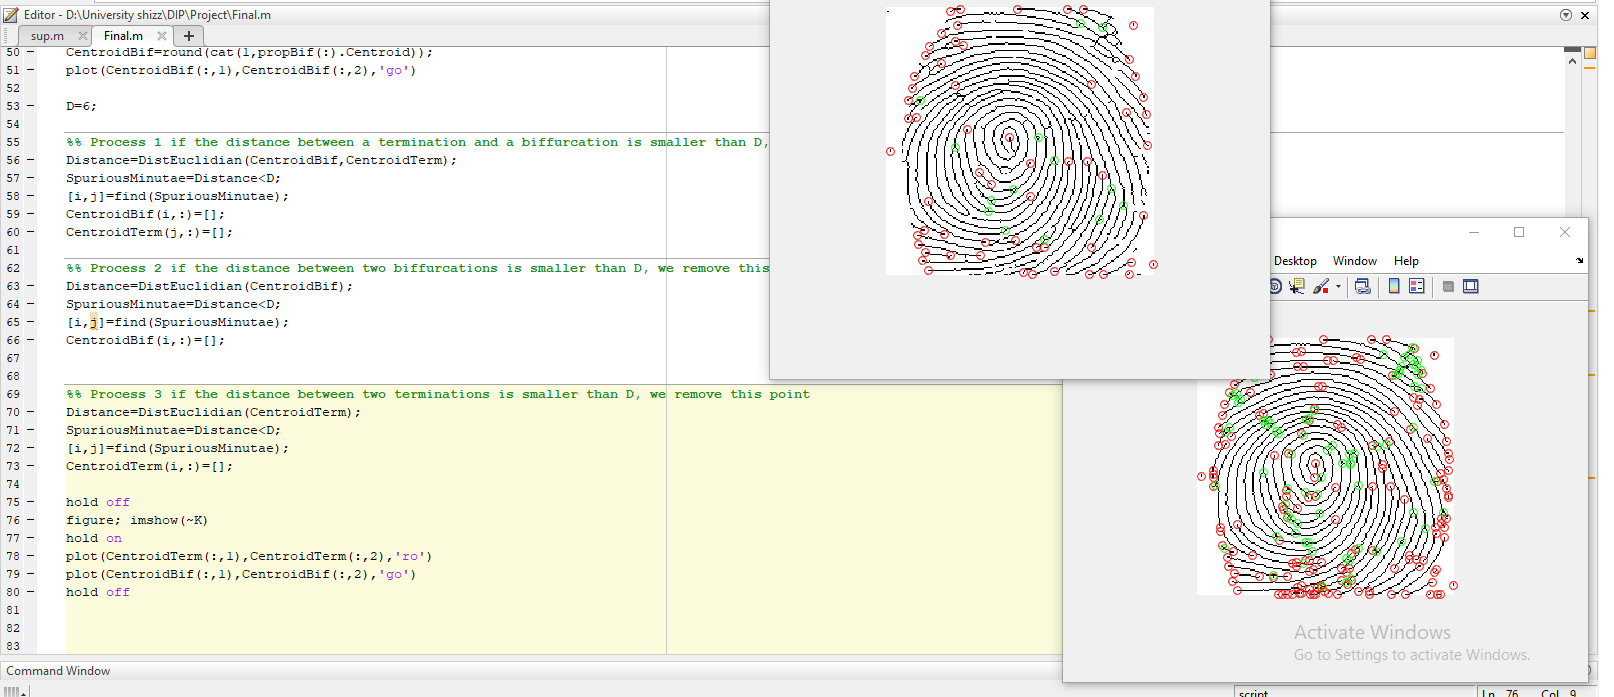 Editor - D:\University shizz\DIP\Project\Final.m
sup.m
Final.m
50 - CentroidBif=round(cat(1,propBif(:).Centroid));
51 - plot(CentroidBif(:,1),CentroidBif(:,2),'go')
52
53 - D=6;
54
55 %% Process 1 if the distance between a termination and a biffurcation is smaller than D,
56 - Distance=DistEuclidian(CentroidBif,CentroidTerm);
57 - SpuriousMinutae=Distance<D;
58 - [i,j]=find(SpuriousMinutae);
59 - CentroidBif(i,:)=[];
60 - CentroidTerm(j,:)=[];
61
62 %% Process 2 if the distance between two biffurcations is smaller than D, we remove this
63 - Distance=DistEuclidian(CentroidBif);
64 - SpuriousMinutae=Distance<D;
65 - [i,j]=find(SpuriousMinutae);
66 - CentroidBif(i,:)=[];
67
68
69 %% Process 3 if the distance between two terminations is smaller than D, we remove this point
70 - Distance=DistEuclidian(CentroidTerm);
71 - SpuriousMinutae=Distance<D;
72 - [i,j]=find(SpuriousMinutae);
73 - CentroidTerm(i,:)=[];
74
75 - hold off
76 - figure; imshow(~K)
77 - hold on
78 - plot(CentroidTerm(:,1),CentroidTerm(:,2),'ro')
79 - plot(CentroidBif(:,1),CentroidBif(:,2),'go')
80 - hold off
81
82
83
Desktop Window Help
Activate Windows
Go to Settings to activate Windows.
Command Window
script
Ln 76 Col 9